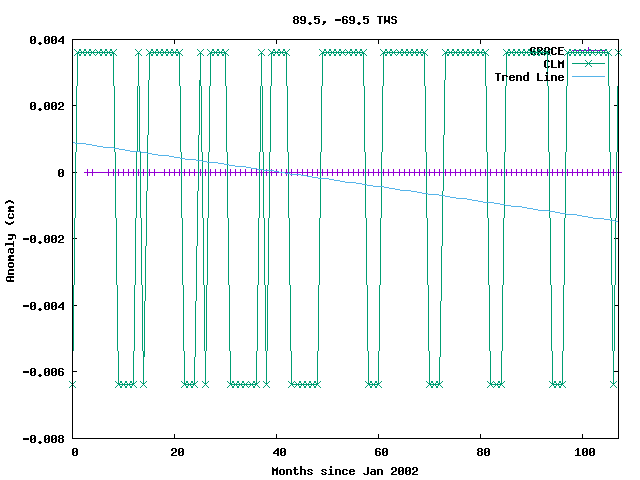 89.5, -69.5 TWS
0.004
GRACE
CLM
Trend Line
0.002
0
-0.002
-0.004
-0.006
-0.008
Anomaly (cm)
0 20 40 60 80 100
Months since Jan 2002